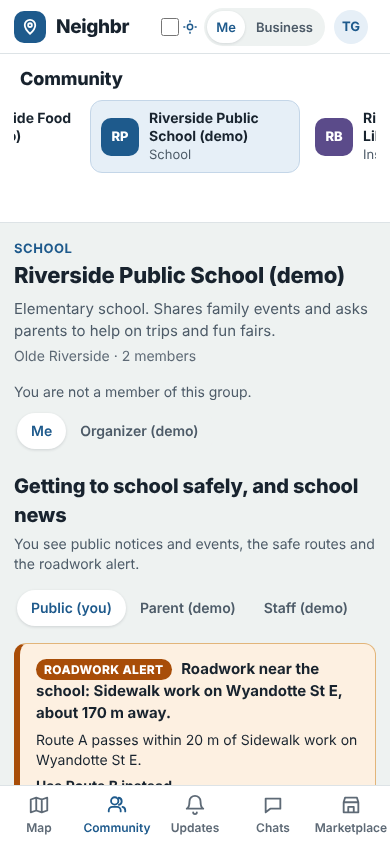 Neighbr
Me
Business
TG
Community
ide Food
RP
Riverside Public
School (demo)
School
RB
Neighbr
SCHOOL
Riverside Public School (demo)
Elementary school. Shares family events and asks
parents to help on trips and fun fairs.
Olde Riverside · 2 members
You are not a member of this group.
Me
Organizer (demo)
Getting to school safely, and school
news
You see public notices and events, the safe routes and
the roadwork alert.
Public (you)
Parent (demo)
Staff (demo)
ROADWORK ALERT Roadwork near the
school: Sidewalk work on Wyandotte St E,
about 170 m away.
Route A passes within 20 m of Sidewalk work on
Wyandotte St E.
Use Route B instead
Map
Community
Updates
Chats
Marketplace